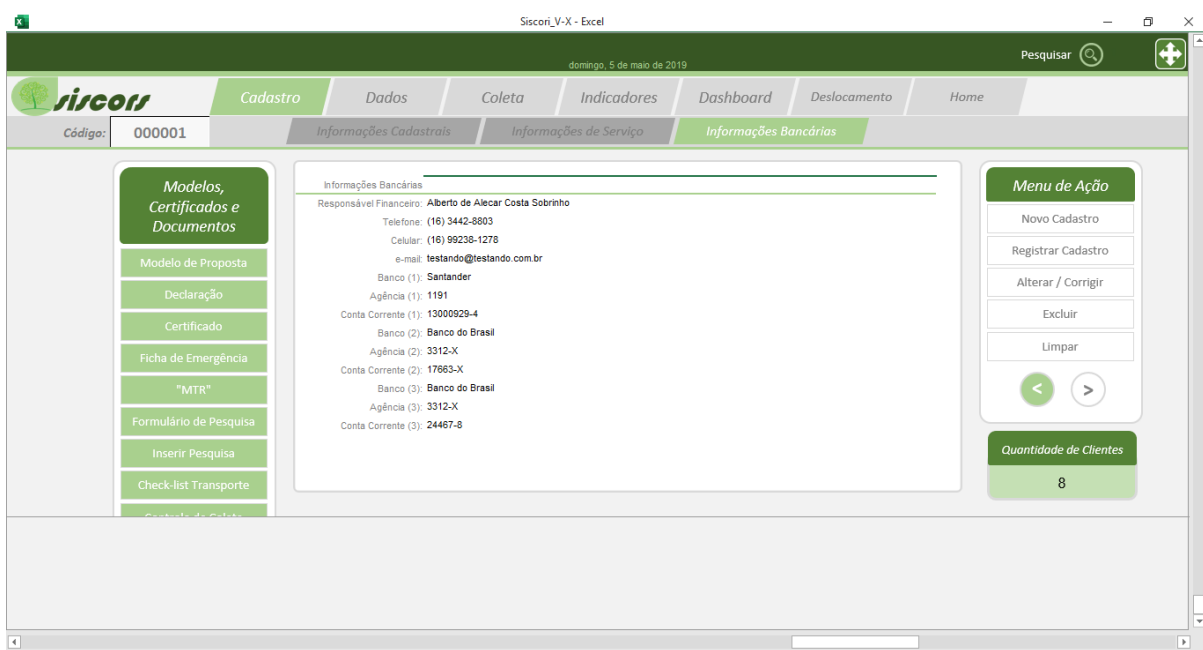 Siscori_V-X - Excel
domingo, 5 de maio de 2019
Pesquisar
siscori
Cadastro Dados Coleta Indicadores Dashboard Deslocamento Home
Código: 000001
Informações Cadastrais Informações de Serviço Informações Bancárias
Modelos,
Certificados e
Documentos
Modelo de Proposta
Declaração
Certificado
Ficha de Emergência
"MTR"
Formulário de Pesquisa
Inserir Pesquisa
Check-list Transporte
Controle de Coleta
Informações Bancárias
Responsável Financeiro: Alberto de Alecar Costa Sobrinho
Telefone: (16) 3442-8803
Celular: (16) 99238-1278
e-mail: testando@testando.com.br
Banco (1): Santander
Agência (1): 1191
Conta Corrente (1): 13000929-4
Banco (2): Banco do Brasil
Agência (2): 3312-X
Conta Corrente (2): 17663-X
Banco (3): Banco do Brasil
Agência (3): 3312-X
Conta Corrente (3): 24467-8
Menu de Ação
Novo Cadastro
Registrar Cadastro
Alterar / Corrigir
Excluir
Limpar
< >
Quantidade de Clientes
8